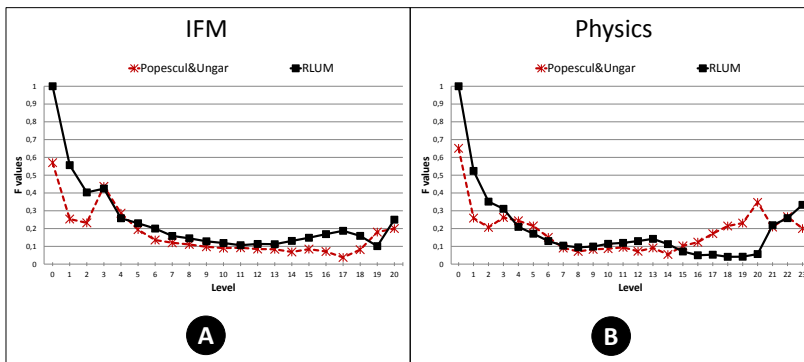 IFM
Popescul&Ungar RLUM
1
0,9
0,8
0,7
0,6
0,5
0,4
0,3
0,2
0,1
0
F values
0 1 2 3 4 5 6 7 8 9 10 11 12 13 14 15 16 17 18 19 20
Level
A
Physics
Popescul&Ungar RLUM
1
0,9
0,8
0,7
0,6
0,5
0,4
0,3
0,2
0,1
0
F values
0 1 2 3 4 5 6 7 8 9 10 11 12 13 14 15 16 17 18 19 20 21 22 23
Level
B